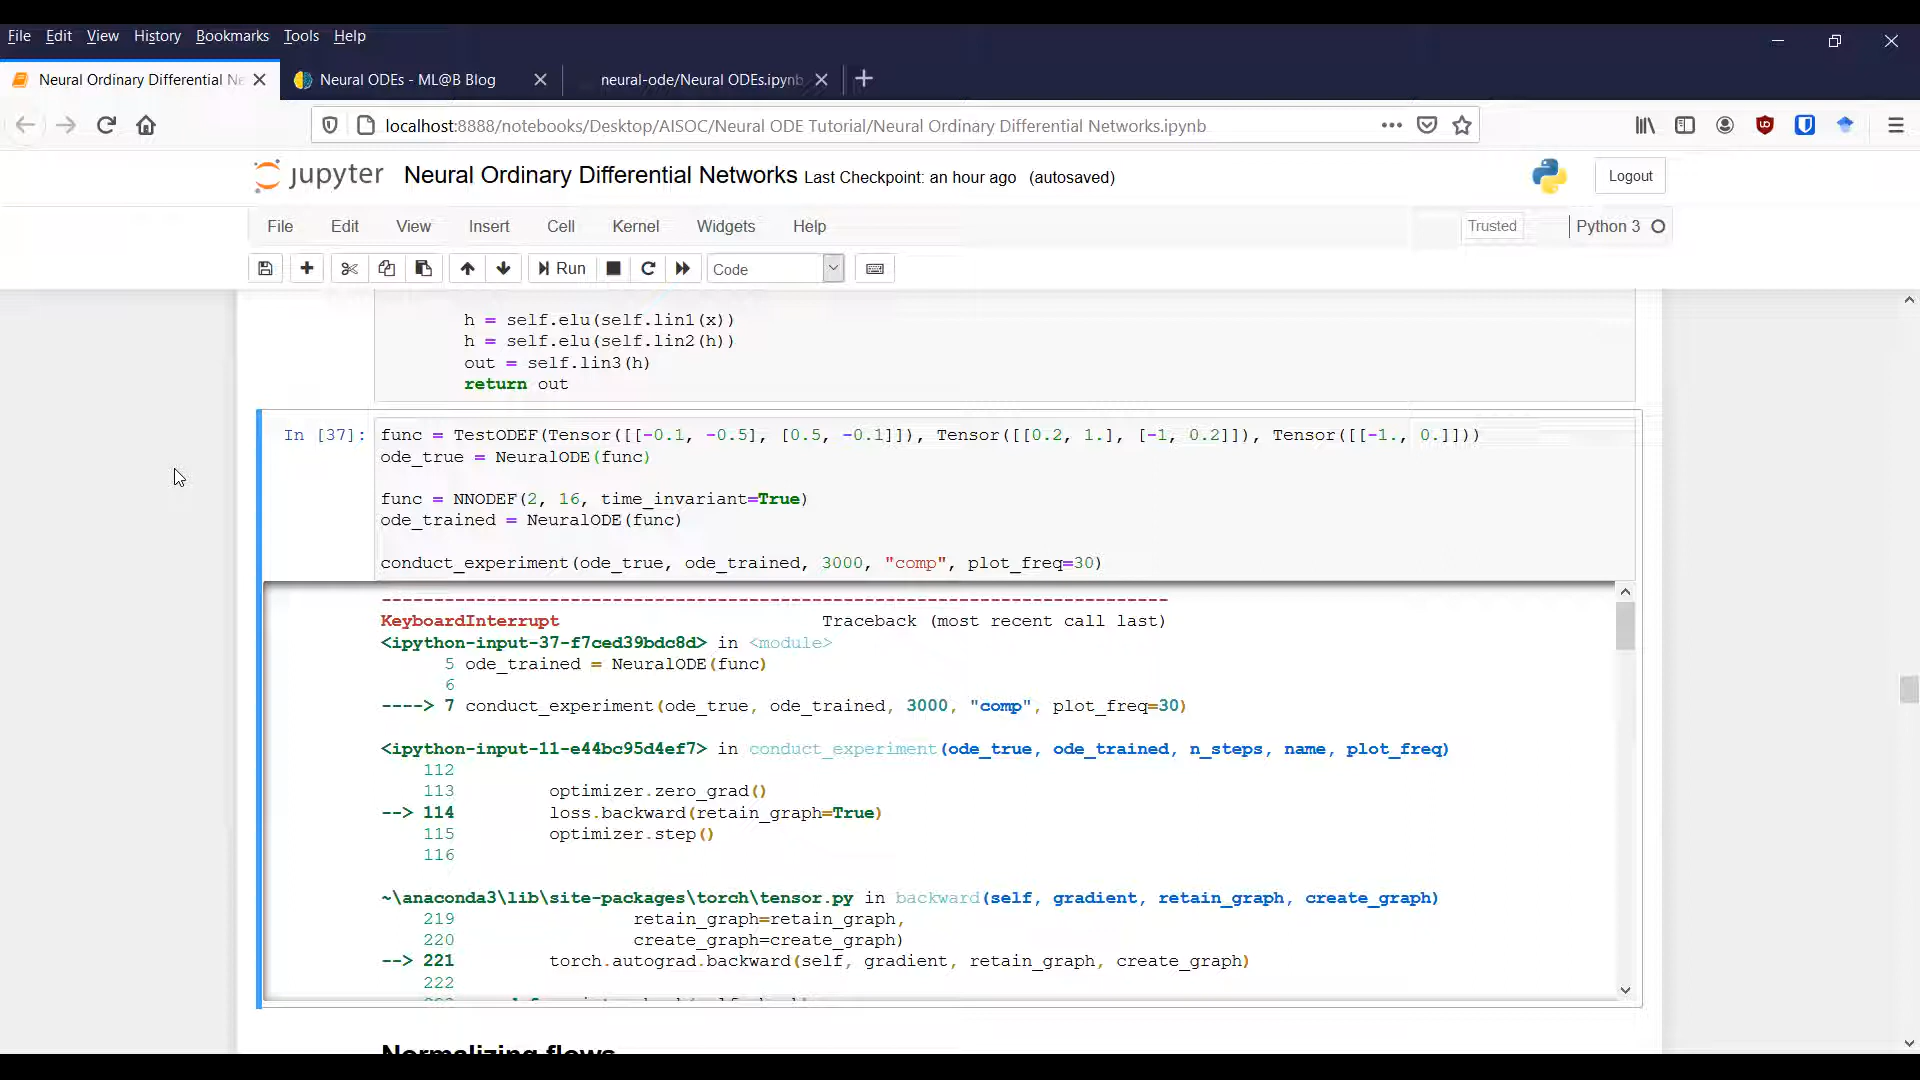 File Edit View History Bookmarks Tools Help
Neural Ordinary Differential Ne
Neural ODEs - ML@B Blog
neural-ode/Neural ODEs.ipynb
localhost:8888/notebooks/Desktop/AISOC/Neural ODE Tutorial/Neural Ordinary Differential Networks.ipynb
jupyter Neural Ordinary Differential Networks Last Checkpoint: an hour ago (autosaved)
Logout
File Edit View Insert Cell Kernel Widgets Help
Trusted Python 3
Run Code
h = self.elu(self.lin1(x))
h = self.elu(self.lin2(h))
out = self.lin3(h)
return out
In [37]: func = TestODEF(Tensor([[-0.1, -0.5], [0.5, -0.1]]), Tensor([[0.2, 1.], [-1, 0.2]]), Tensor([[-1., 0.]]))
ode_true = NeuralODE(func)
func = NNODEF(2, 16, time_invariant=True)
ode_trained = NeuralODE(func)
conduct_experiment(ode_true, ode_trained, 3000, "comp", plot_freq=30)
---------------------------------------------------------------------------
KeyboardInterrupt Traceback (most recent call last)
<ipython-input-37-f7ced39bdc8d> in <module>
5 ode_trained = NeuralODE(func)
6
----> 7 conduct_experiment(ode_true, ode_trained, 3000, "comp", plot_freq=30)
<ipython-input-11-e44bc95d4ef7> in conduct_experiment(ode_true, ode_trained, n_steps, name, plot_freq)
112
113 optimizer.zero_grad()
--> 114 loss.backward(retain_graph=True)
115 optimizer.step()
116
~\anaconda3\lib\site-packages\torch\tensor.py in backward(self, gradient, retain_graph, create_graph)
219 retain_graph=retain_graph,
220 create_graph=create_graph)
--> 221 torch.autograd.backward(self, gradient, retain_graph, create_graph)
222
Normalizing flows